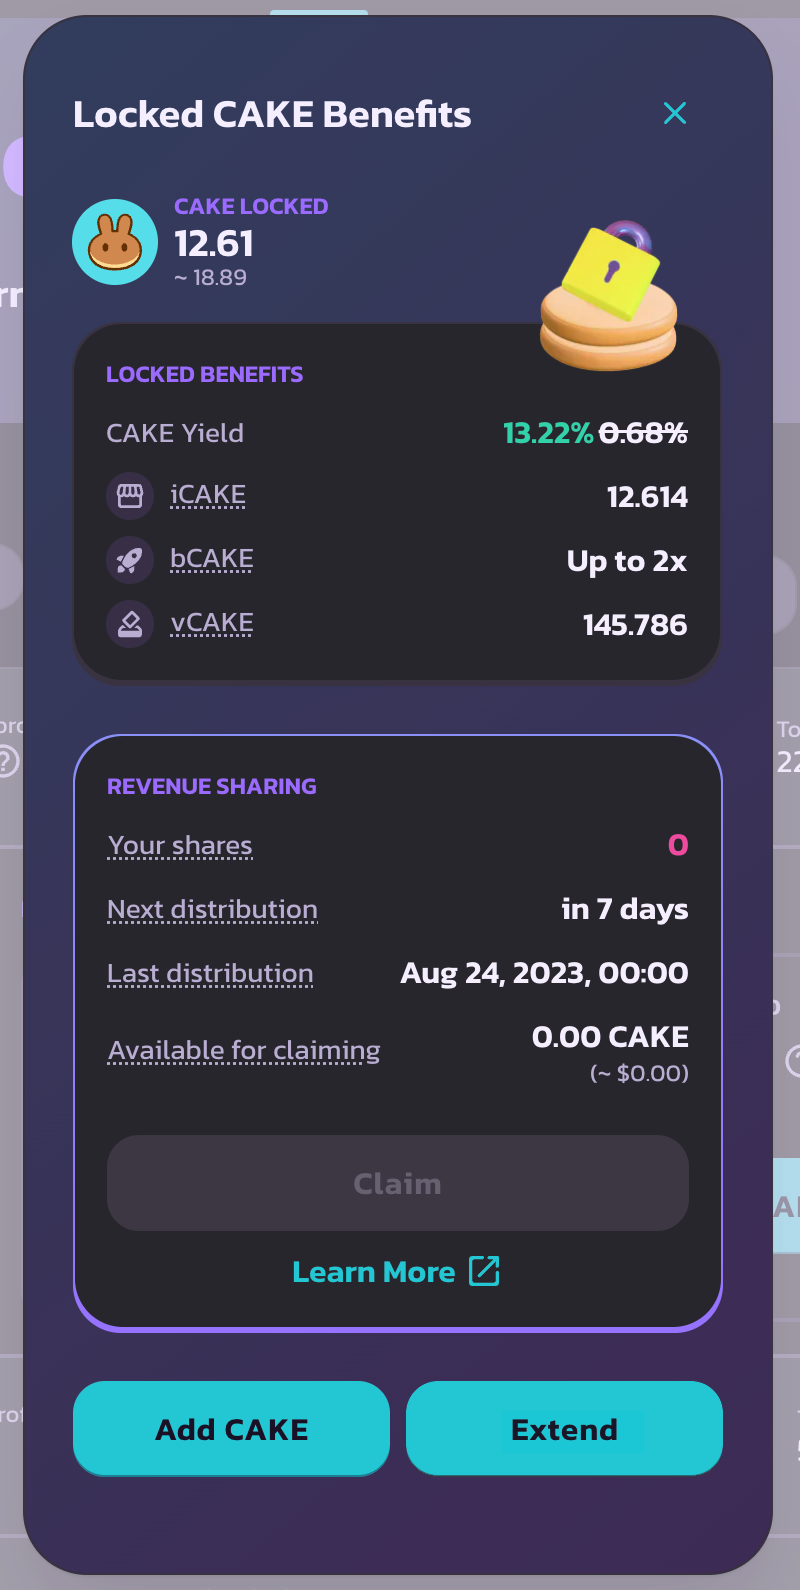 Locked CAKE Benefits
CAKE LOCKED
12.61
~ 18.89
LOCKED BENEFITS
CAKE Yield 13.22% 0.68%
iCAKE 12.614
bCAKE Up to 2x
vCAKE 145.786
REVENUE SHARING
Your shares 0
Next distribution in 7 days
Last distribution Aug 24, 2023, 00:00
Available for claiming 0.00 CAKE
(~ $0.00)
Claim
Learn More
Add CAKE Extend